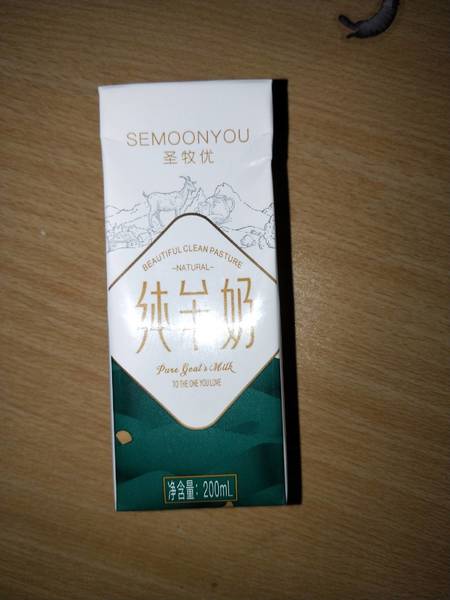 SEMOONYOU
圣牧优
BEAUTIFUL CLEAN PASTURE
~NATURAL~
纯羊奶
Pure Goat's Milk
TO THE ONE YOU LOVE
净含量：200mL